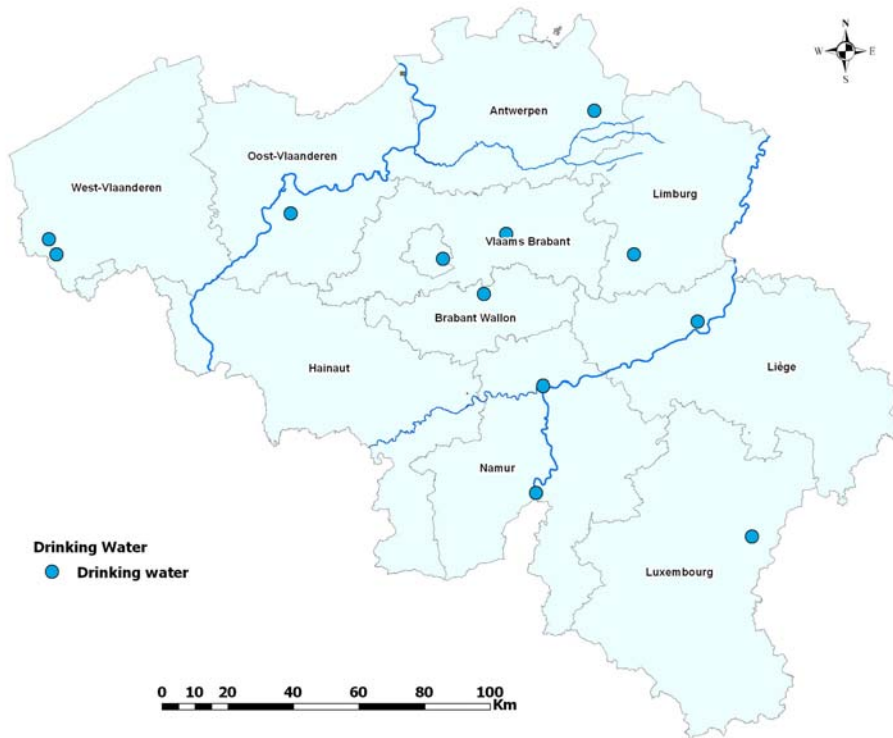 N
W E
S
Antwerpen
Oost-Vlaanderen
West-Vlaanderen
Limburg
Vlaams Brabant
Brabant Wallon
Hainaut
Liège
Namur
Luxembourg
Drinking Water
Drinking water
0 10 20 40 60 80 100
Km